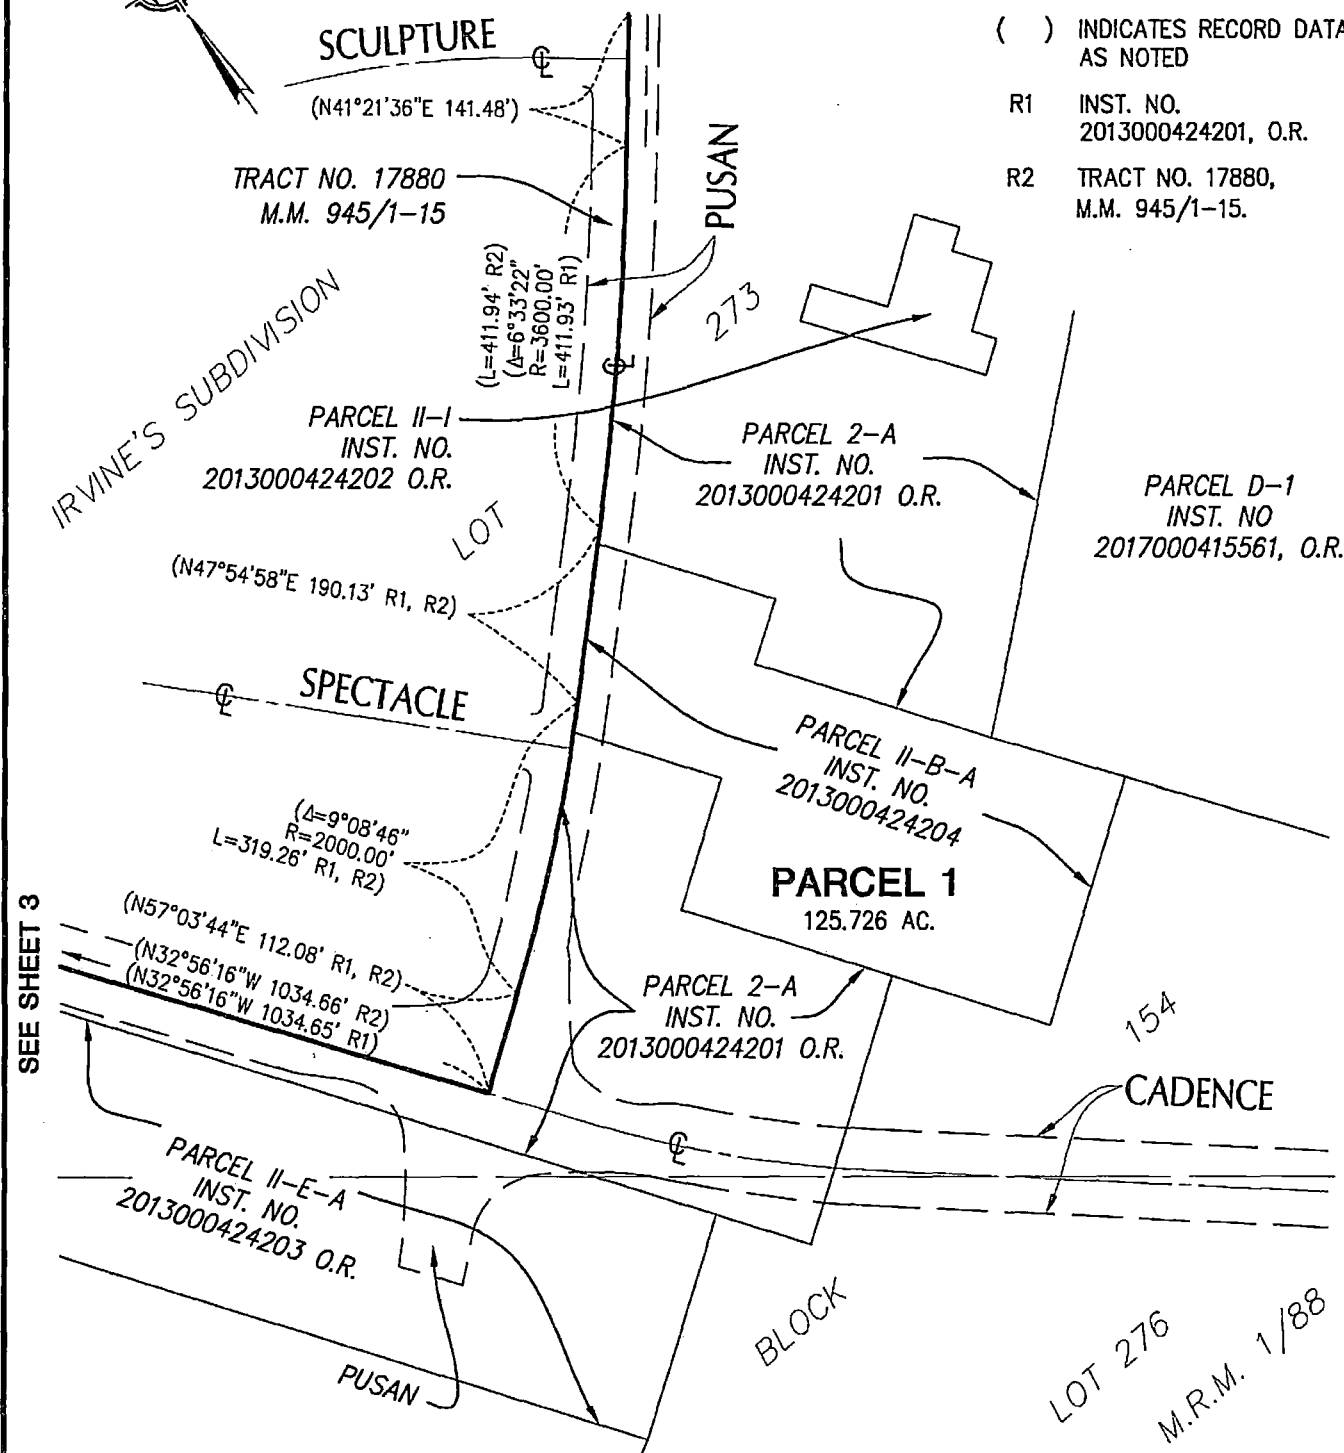 ( ) INDICATES RECORD DATA
AS NOTED
R1 INST. NO.
2013000424201, O.R.
R2 TRACT NO. 17880,
M.M. 945/1-15.
SCULPTURE
℄
(N41°21'36"E 141.48')
TRACT NO. 17880
M.M. 945/1-15
PUSAN
(L=411.94' R2)
(Δ=6°33'22"
R=3600.00'
L=411.93' R1)
273
℄
IRVINE'S SUBDIVISION
PARCEL II-I
INST. NO.
2013000424202 O.R.
PARCEL 2-A
INST. NO.
2013000424201 O.R.
PARCEL D-1
INST. NO
2017000415561, O.R.
LOT
(N47°54'58"E 190.13' R1, R2)
SPECTACLE
℄
PARCEL II-B-A
INST. NO.
2013000424204
(Δ=9°08'46"
R=2000.00'
L=319.26' R1, R2)
PARCEL 1
125.726 AC.
SEE SHEET 3
(N57°03'44"E 112.08' R1, R2)
(N32°56'16"W 1034.66' R2)
(N32°56'16"W 1034.65' R1)
PARCEL 2-A
INST. NO.
2013000424201 O.R.
154
CADENCE
℄
PARCEL II-E-A
INST. NO.
2013000424203 O.R.
PUSAN
BLOCK
LOT 276
M.R.M. 1/88